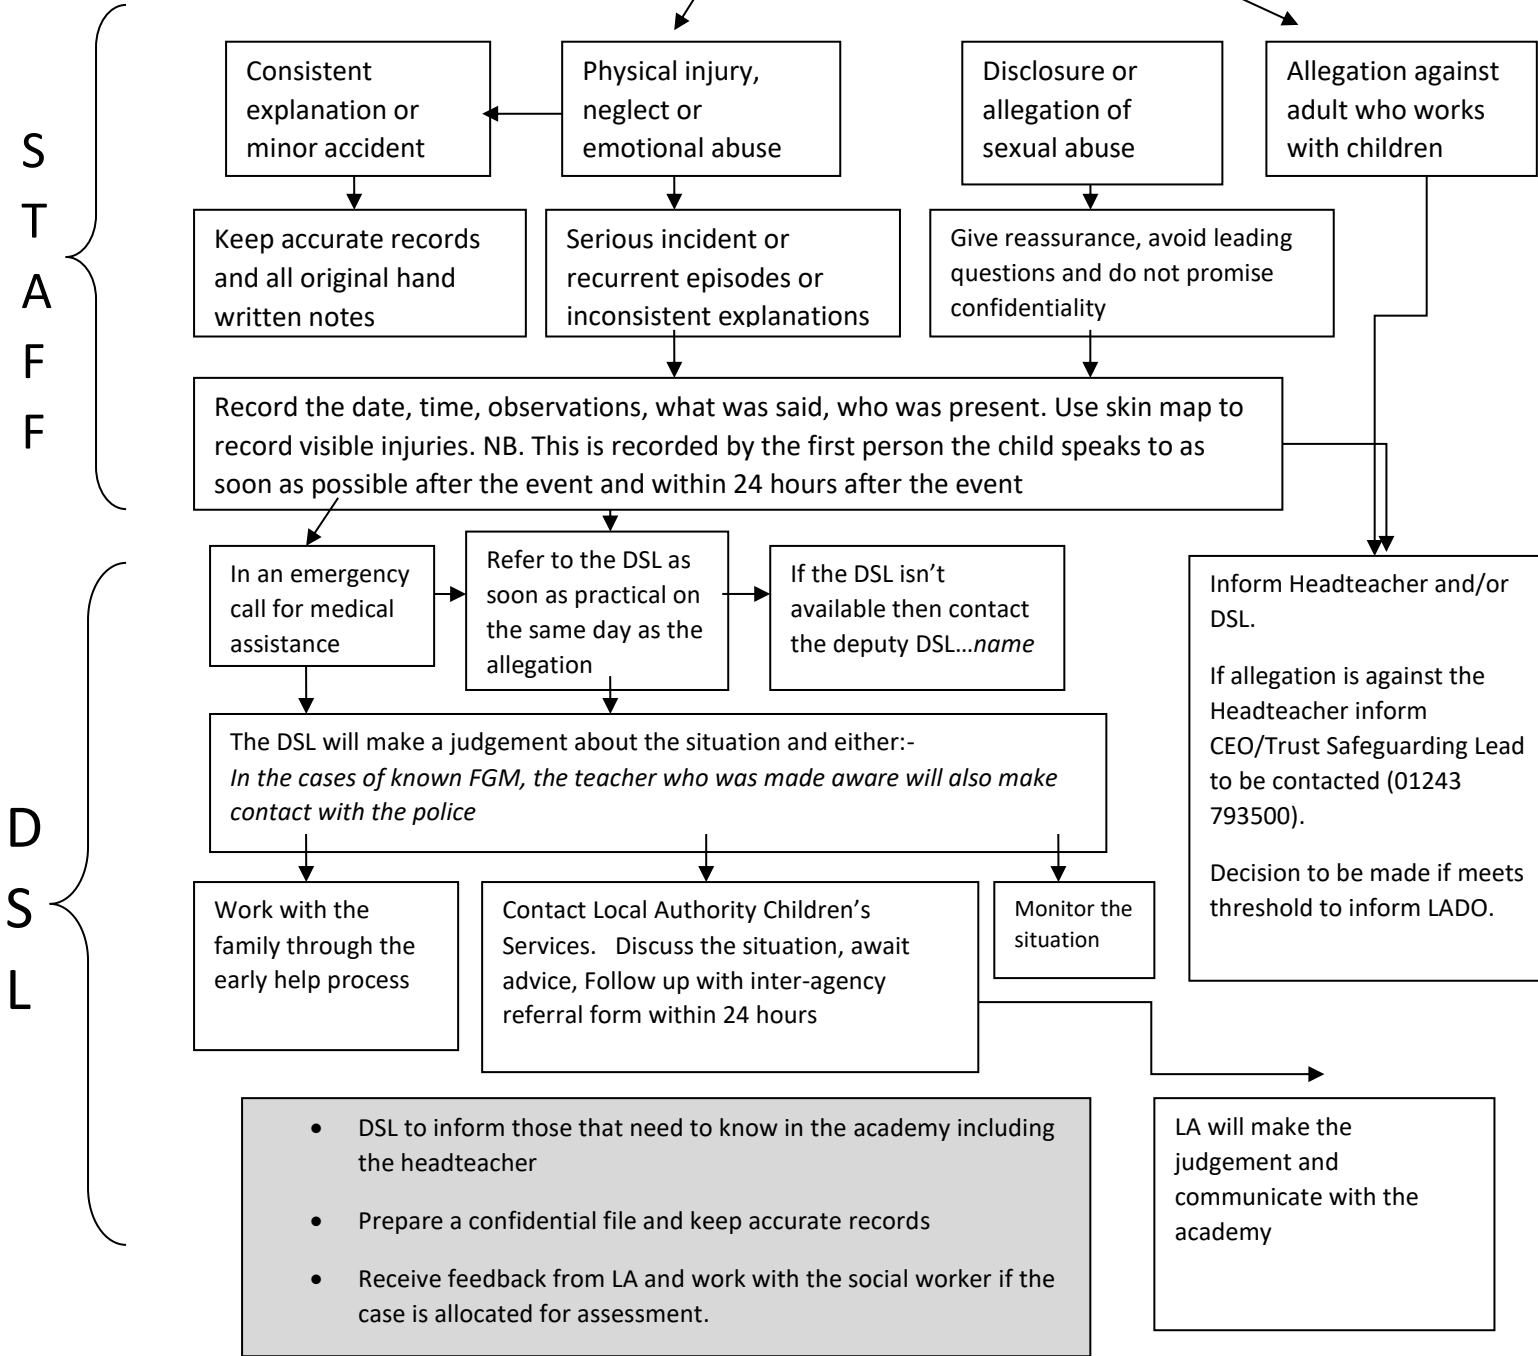 S
T
A
F
F
Consistent
explanation or
minor accident
Physical injury,
neglect or
emotional abuse
Disclosure or
allegation of
sexual abuse
Allegation against
adult who works
with children
Keep accurate records
and all original hand
written notes
Serious incident or
recurrent episodes or
inconsistent explanations
Give reassurance, avoid leading
questions and do not promise
confidentiality
Record the date, time, observations, what was said, who was present. Use skin map to
record visible injuries. NB. This is recorded by the first person the child speaks to as
soon as possible after the event and within 24 hours after the event
D
S
L
In an emergency
call for medical
assistance
Refer to the DSL as
soon as practical on
the same day as the
allegation
If the DSL isn't
available then contact
the deputy DSL...name
Inform Headteacher and/or
DSL.
If allegation is against the
Headteacher inform
CEO/Trust Safeguarding Lead
to be contacted (01243
793500).
Decision to be made if meets
threshold to inform LADO.
The DSL will make a judgement about the situation and either:-
In the cases of known FGM, the teacher who was made aware will also make
contact with the police
Work with the
family through the
early help process
Contact Local Authority Children's
Services.   Discuss the situation, await
advice, Follow up with inter-agency
referral form within 24 hours
Monitor the
situation
• DSL to inform those that need to know in the academy including
the headteacher
• Prepare a confidential file and keep accurate records
• Receive feedback from LA and work with the social worker if the
case is allocated for assessment.
LA will make the
judgement and
communicate with the
academy